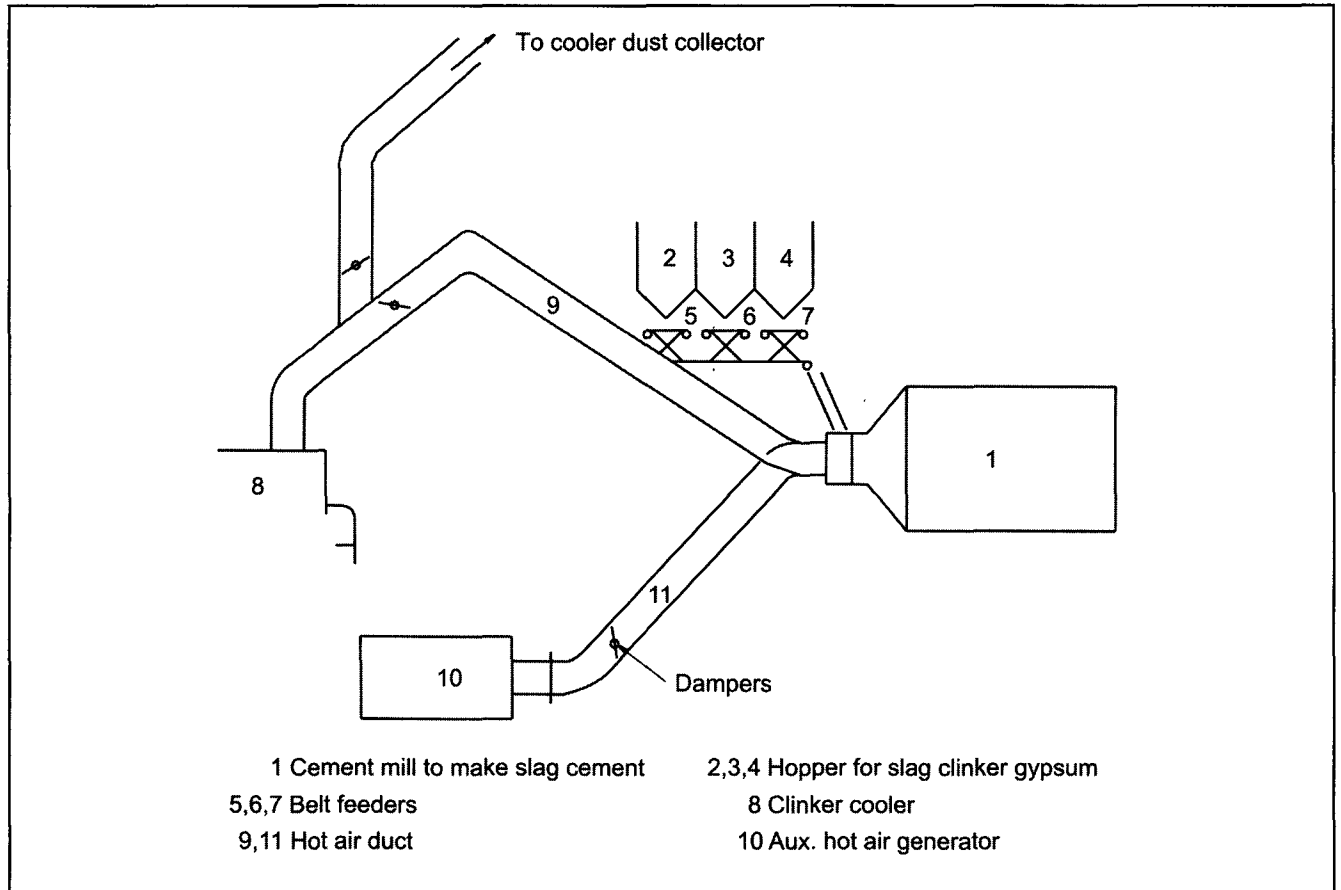 To cooler dust collector
2 3 4
5 6 7
9
1
8
11
10
Dampers
1 Cement mill to make slag cement 2,3,4 Hopper for slag clinker gypsum
5,6,7 Belt feeders 8 Clinker cooler
9,11 Hot air duct 10 Aux. hot air generator